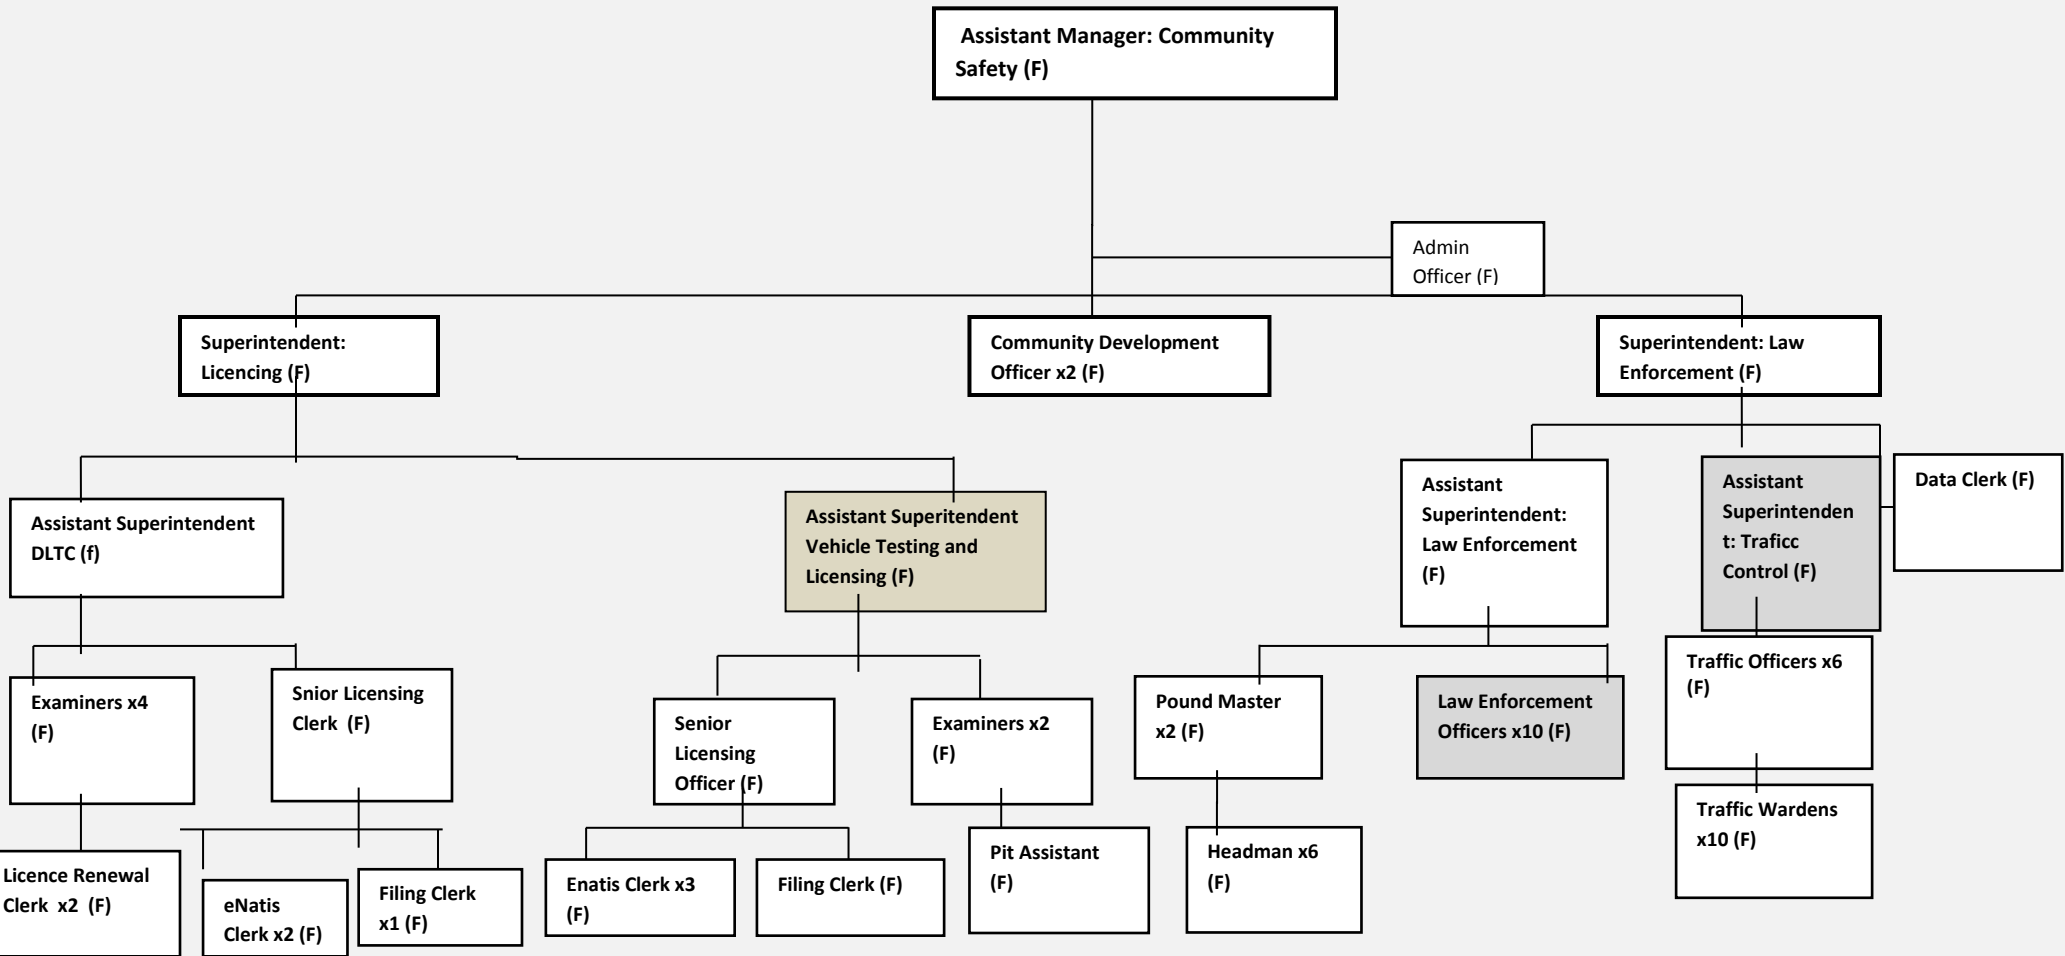 Assistant Manager: Community
Safety (F)
Admin
Officer (F)
Superintendent:
Licencing (F)
Community Development
Officer x2 (F)
Superintendent: Law
Enforcement (F)
Assistant Superintendent
DLTC (f)
Assistant Superitendent
Vehicle Testing and
Licensing (F)
Assistant
Superintendent:
Law Enforcement
(F)
Assistant
Superintenden
t: Traficc
Control (F)
Data Clerk (F)
Examiners x4
(F)
Snior Licensing
Clerk (F)
Senior
Licensing
Officer (F)
Examiners x2
(F)
Pound Master
x2 (F)
Law Enforcement
Officers x10 (F)
Traffic Officers x6
(F)
Licence Renewal
Clerk x2 (F)
eNatis
Clerk x2 (F)
Filing Clerk
x1 (F)
Enatis Clerk x3
(F)
Filing Clerk (F)
Pit Assistant
(F)
Headman x6
(F)
Traffic Wardens
x10 (F)